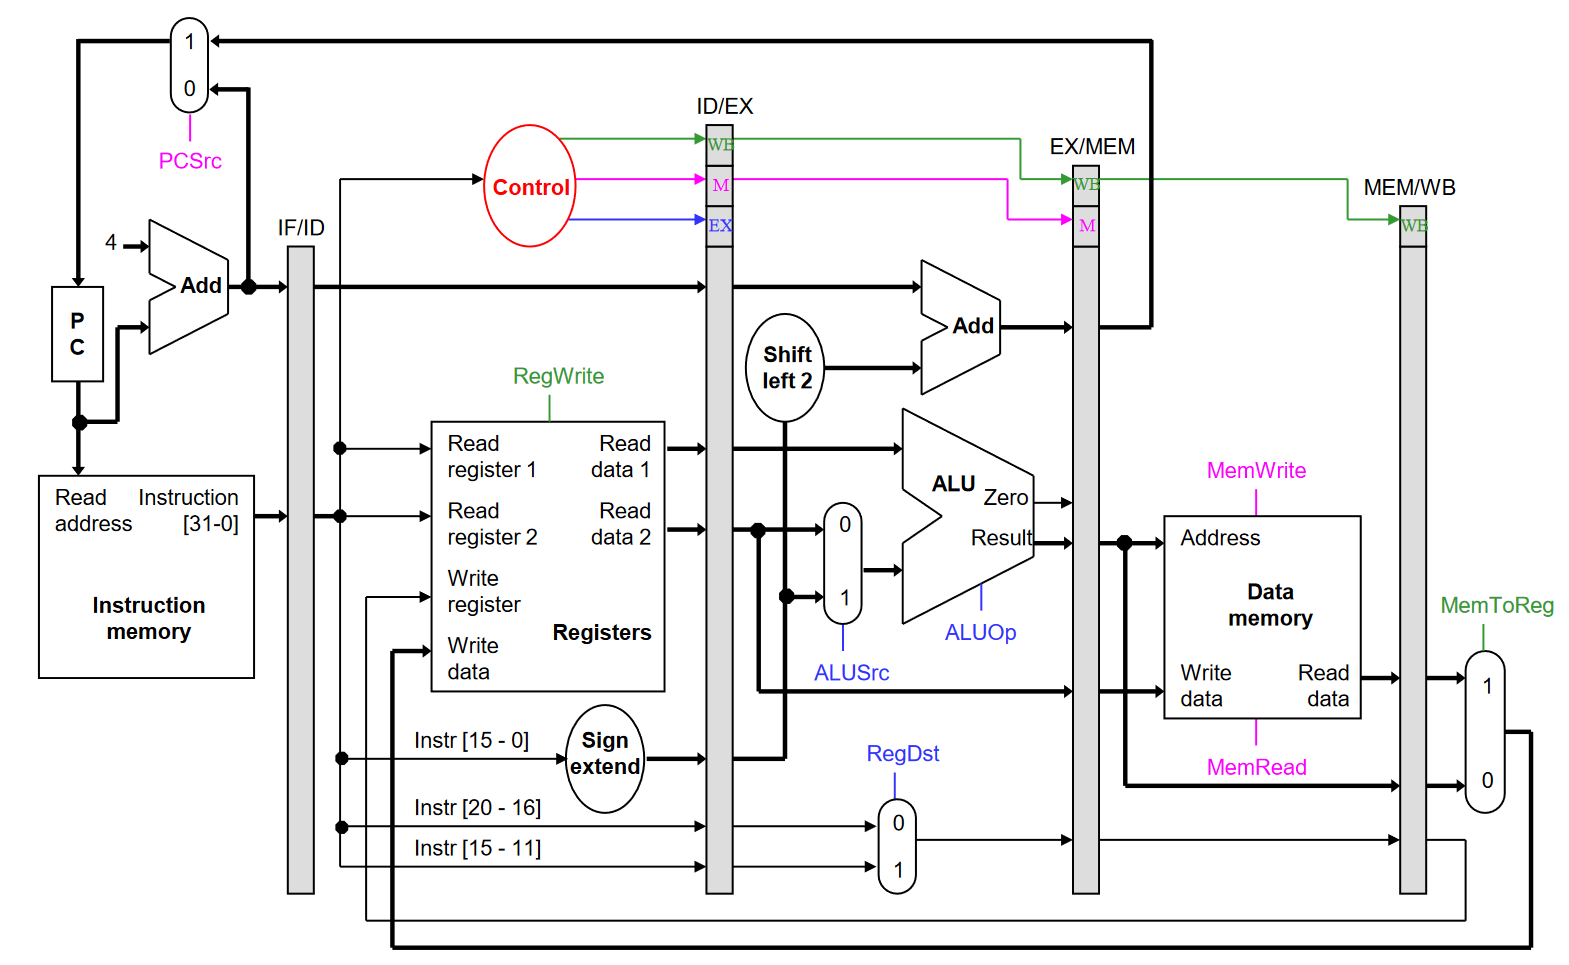 1
0
PCSrc
ID/EX
EX/MEM
MEM/WB
WB
M
EX
WB
M
WB
Control
IF/ID
4
Add
P
C
Add
Shift
left 2
RegWrite
Read
register 1
Read
data 1
Read
register 2
Read
data 2
Write
register
Write
data
Registers
Read
address
Instruction
[31-0]
Instruction
memory
ALU
Zero
Result
0
1
ALUSrc
ALUOp
MemWrite
Address
Data
memory
Write
data
Read
data
MemRead
MemToReg
1
0
Instr [15 - 0]
Sign
extend
RegDst
Instr [20 - 16]
Instr [15 - 11]
0
1